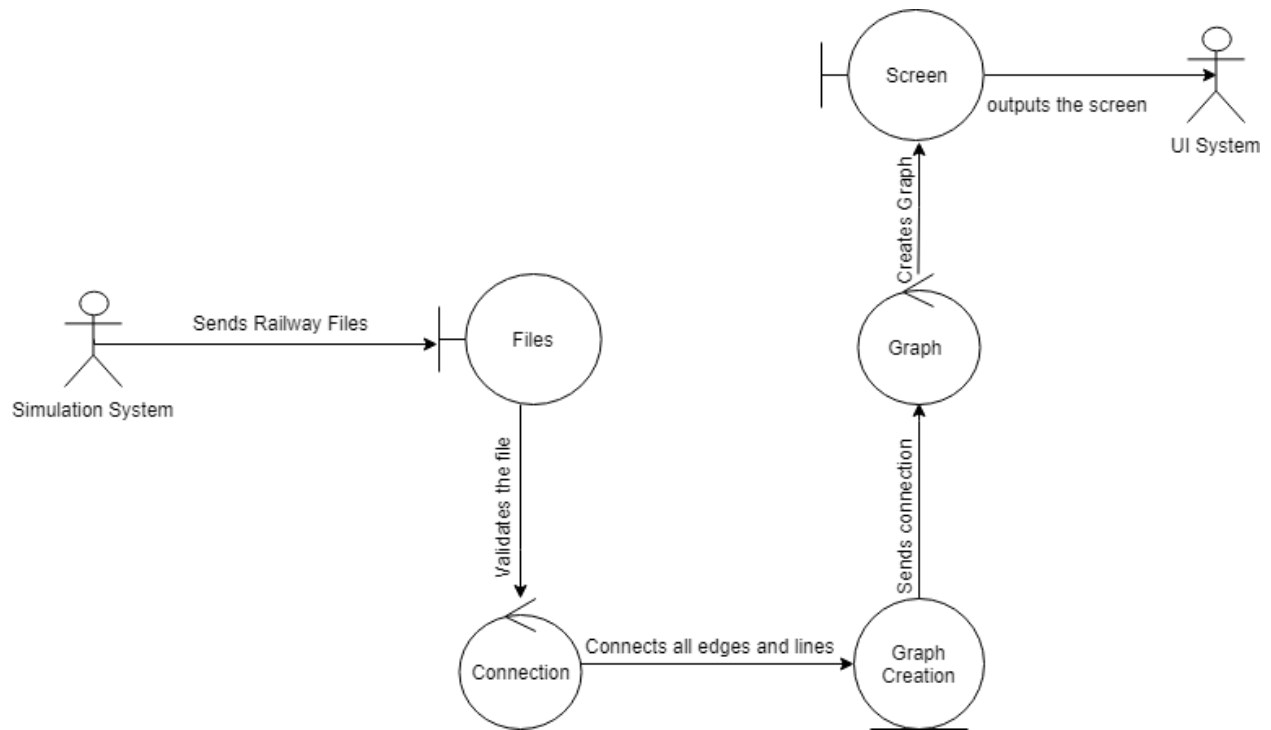 Screen
outputs the screen
UI System
Creates Graph
Sends Railway Files
Files
Graph
Simulation System
Validates the file
Sends connection
Connection
Connects all edges and lines
Graph
Creation